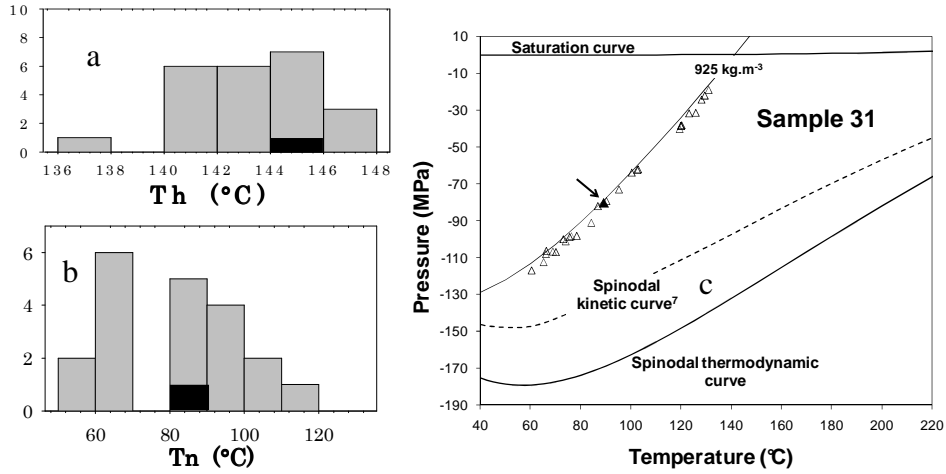 10
8
6
4
2
0
a
136 138 140 142 144 146 148
Th (°C)
6
4
2
0
b
60 80 100 120
Tn (°C)
10
-10
-30
-50
-70
-90
-110
-130
-150
-170
-190
Pressure (MPa)
Saturation curve
925 kg.m-3
Sample 31
Spinodal
kinetic curve7
c
Spinodal thermodynamic
curve
40 60 80 100 120 140 160 180 200 220
Temperature (°C)